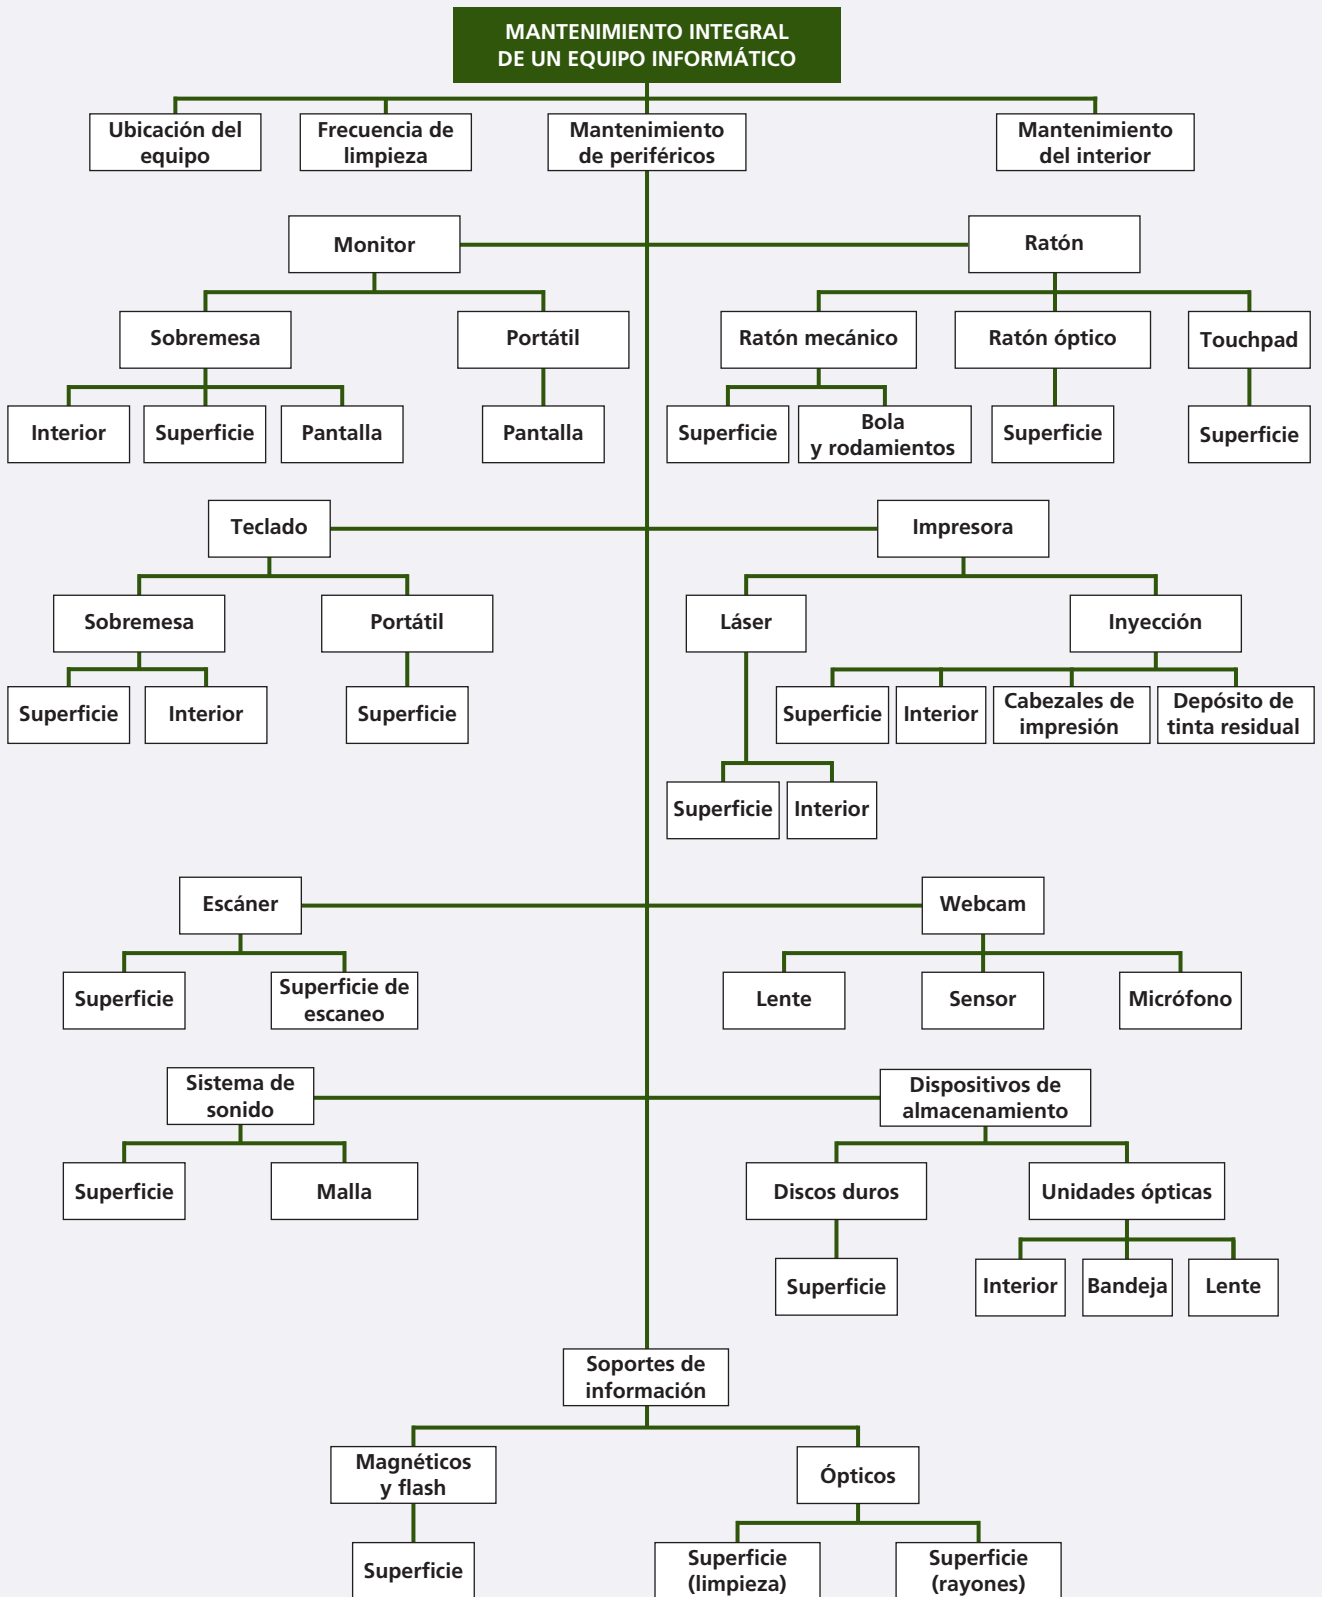 MANTENIMIENTO INTEGRAL
DE UN EQUIPO INFORMÁTICO
Ubicación del
equipo
Frecuencia de
limpieza
Mantenimiento
de periféricos
Mantenimiento
del interior
Monitor
Ratón
Sobremesa
Portátil
Ratón mecánico
Ratón óptico
Touchpad
Interior
Superficie
Pantalla
Pantalla
Superficie
Bola
y rodamientos
Superficie
Superficie
Teclado
Impresora
Sobremesa
Portátil
Láser
Inyección
Superficie
Interior
Superficie
Superficie
Interior
Cabezales de
impresión
Depósito de
tinta residual
Superficie
Interior
Escáner
Webcam
Superficie
Superficie de
escaneo
Lente
Sensor
Micrófono
Sistema de
sonido
Dispositivos de
almacenamiento
Superficie
Malla
Discos duros
Unidades ópticas
Superficie
Interior
Bandeja
Lente
Soportes de
información
Magnéticos
y flash
Ópticos
Superficie
Superficie
(limpieza)
Superficie
(rayones)